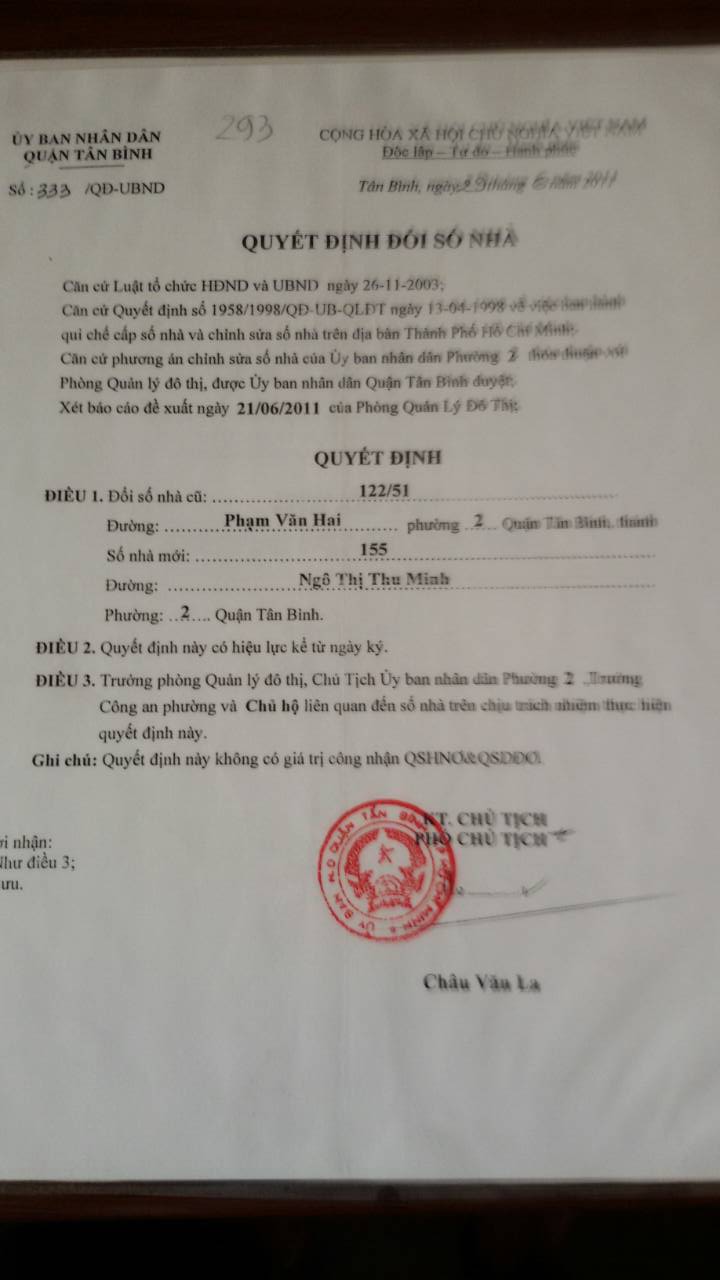 293
ỦY BAN NHÂN DÂN
QUẬN TÂN BÌNH
CỘNG HÒA XÃ HỘI CHỦ NGHĨA VIỆT NAM
Độc lập – Tự do – Hạnh phúc
Số : 333 /QĐ-UBND
Tân Bình, ngày 29 tháng 6 năm 2011
QUYẾT ĐỊNH ĐỔI SỐ NHÀ
Căn cứ Luật tổ chức HĐND và UBND ngày 26-11-2003;
Căn cứ Quyết định số 1958/1998/QĐ-UB-QLĐT ngày 13-04-1998 về việc ban hành
qui chế cấp số nhà và chỉnh sửa số nhà trên địa bàn Thành Phố Hồ Chí Minh;
Căn cứ phương án chỉnh sửa số nhà của Ủy ban nhân dân Phường 2
Phòng Quản lý đô thị, được Ủy ban nhân dân Quận Tân Bình duyệt;
Xét báo cáo đề xuất ngày 21/06/2011 của Phòng Quản Lý Đô Thị;
QUYẾT ĐỊNH
ĐIỀU 1. Đổi số nhà cũ: 122/51
Đường: Phạm Văn Hai phường 2 Quận Tân Bình, thành
Số nhà mới: 155
Đường: Ngô Thị Thu Minh
Phường: 2 Quận Tân Bình.
ĐIỀU 2. Quyết định này có hiệu lực kể từ ngày ký.
ĐIỀU 3. Trưởng phòng Quản lý đô thị, Chủ Tịch Ủy ban nhân dân Phường 2 Trưởng
Công an phường và Chủ hộ liên quan đến số nhà trên chịu trách nhiệm thực hiện
quyết định này.
Ghi chú: Quyết định này không có giá trị công nhận QSHNO&QSDĐO.
KT. CHỦ TỊCH
PHÓ CHỦ TỊCH
ơi nhận:
Như điều 3;
ưu.
Châu Văn La